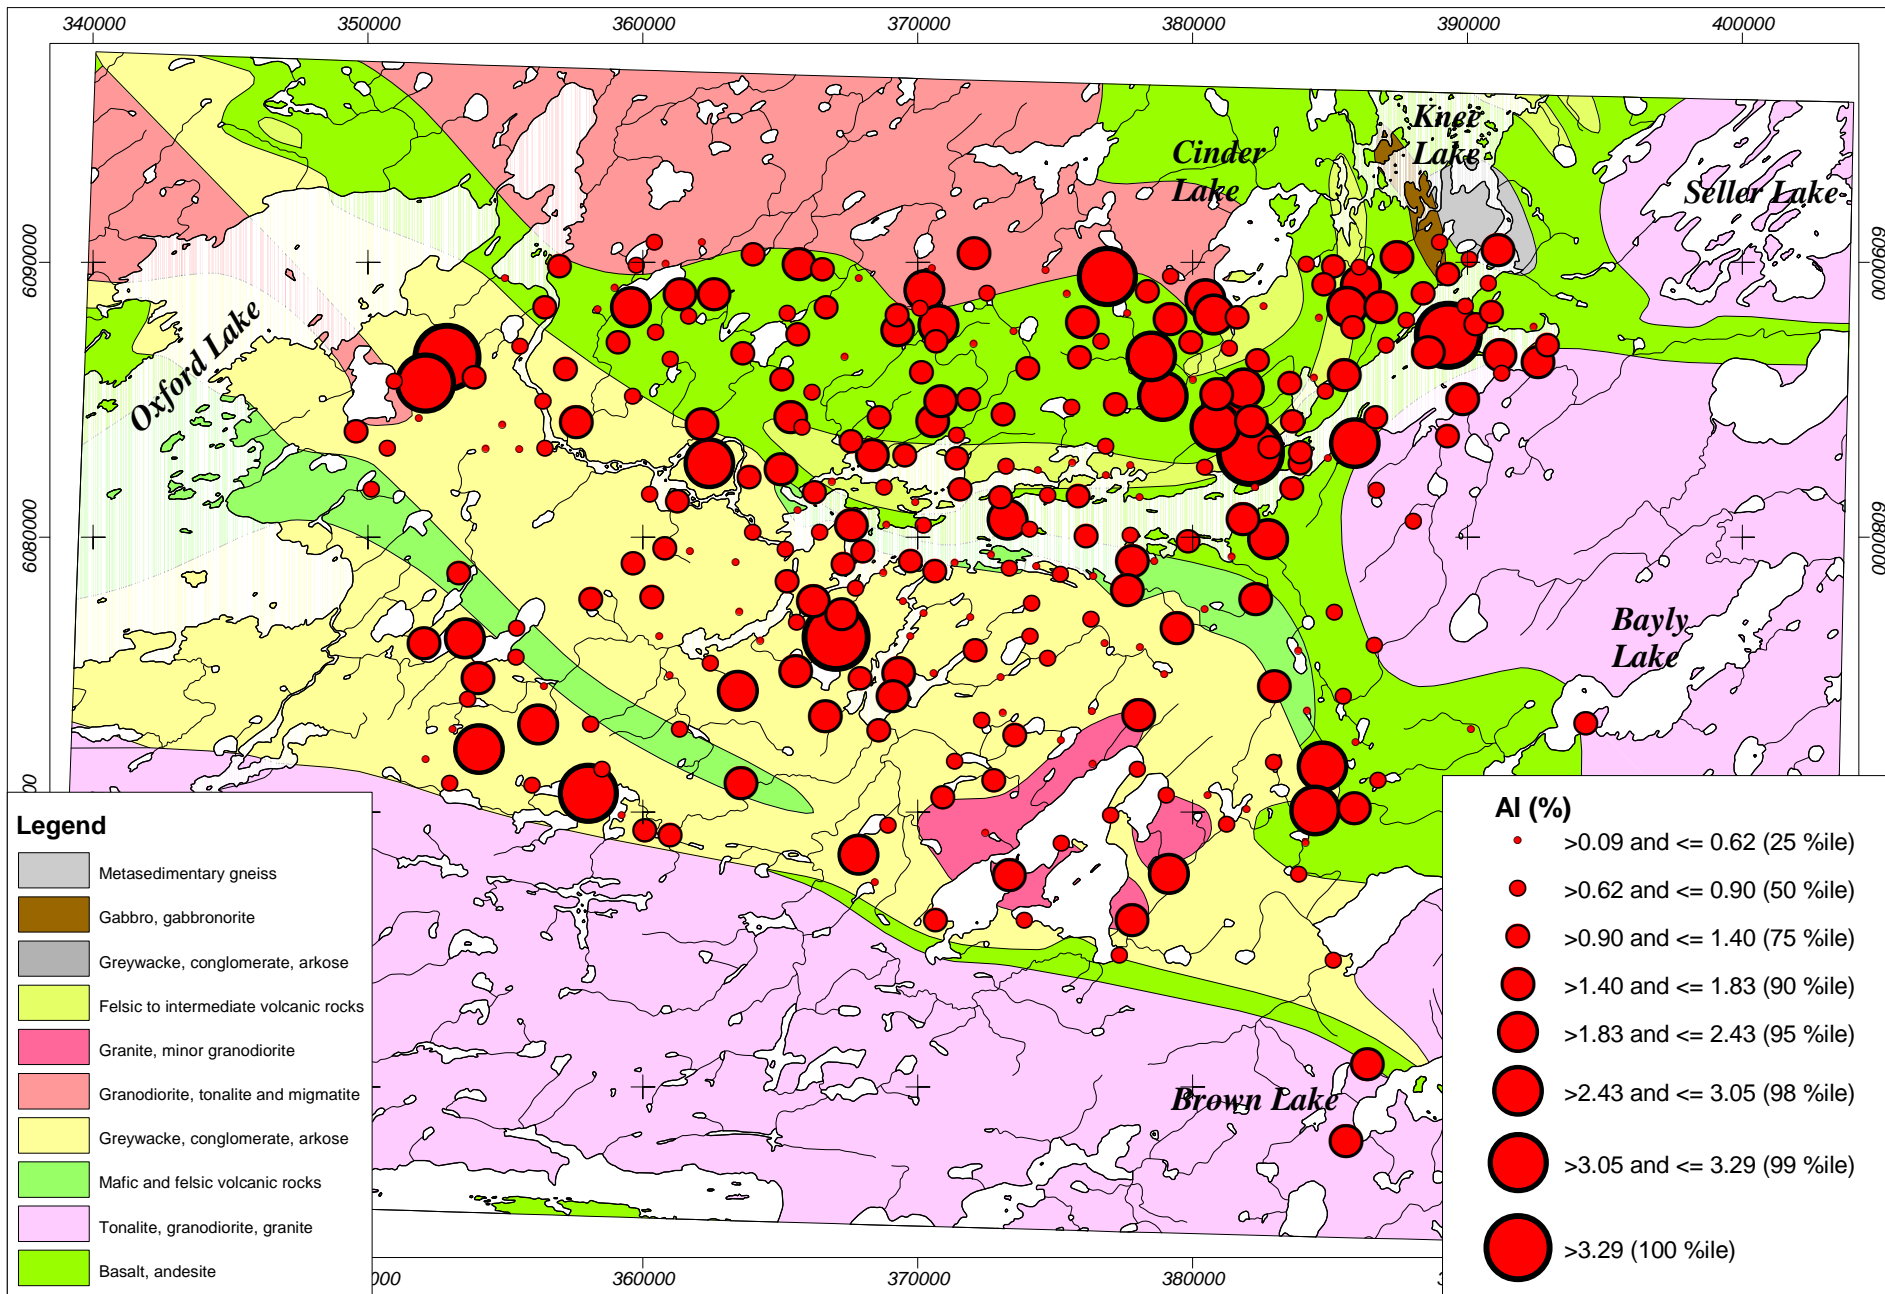 340000 350000 360000 370000 380000 390000 400000
Knee
Lake
Cinder
Lake
Seller Lake
6090000
6090000
Oxford Lake
6080000
6080000
Bayly
Lake
Brown Lake
Legend
Metasedimentary gneiss
Gabbro, gabbronorite
Greywacke, conglomerate, arkose
Felsic to intermediate volcanic rocks
Granite, minor granodiorite
Granodiorite, tonalite and migmatite
Greywacke, conglomerate, arkose
Mafic and felsic volcanic rocks
Tonalite, granodiorite, granite
Basalt, andesite
Al (%)
>0.09 and <= 0.62 (25 %ile)
>0.62 and <= 0.90 (50 %ile)
>0.90 and <= 1.40 (75 %ile)
>1.40 and <= 1.83 (90 %ile)
>1.83 and <= 2.43 (95 %ile)
>2.43 and <= 3.05 (98 %ile)
>3.05 and <= 3.29 (99 %ile)
>3.29 (100 %ile)
360000 370000 380000